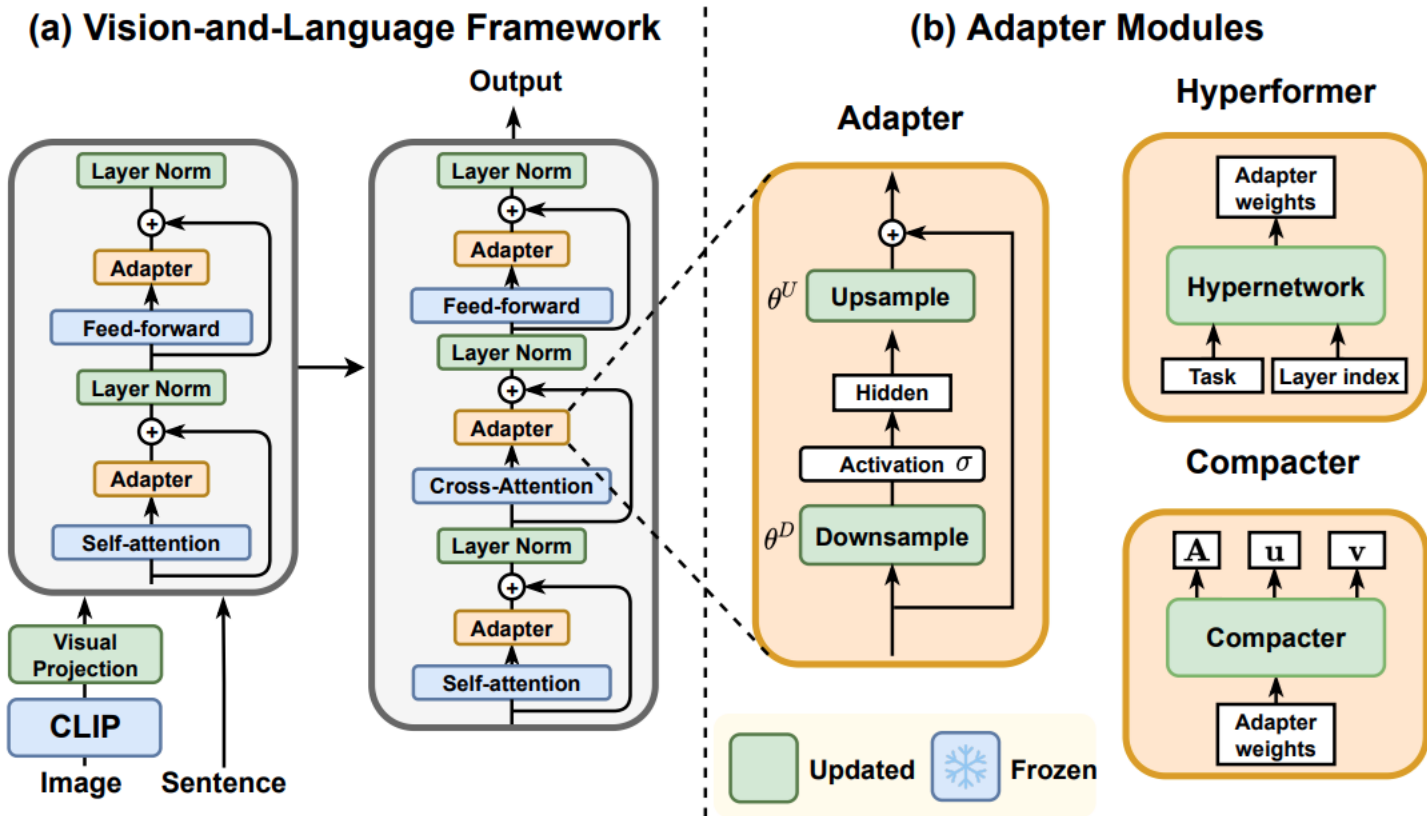 (a) Vision-and-Language Framework
Output
Layer Norm
+
Adapter
Feed-forward
Layer Norm
+
Adapter
Self-attention
Visual
Projection
CLIP
Image
Sentence
Layer Norm
+
Adapter
Feed-forward
Layer Norm
+
Adapter
Cross-Attention
Layer Norm
+
Adapter
Self-attention
(b) Adapter Modules
Adapter
+
θ^U
Upsample
Hidden
Activation σ
θ^D
Downsample
Hyperformer
Adapter
weights
Hypernetwork
Task
Layer index
Compacter
A
u
v
Compacter
Adapter
weights
Updated
Frozen